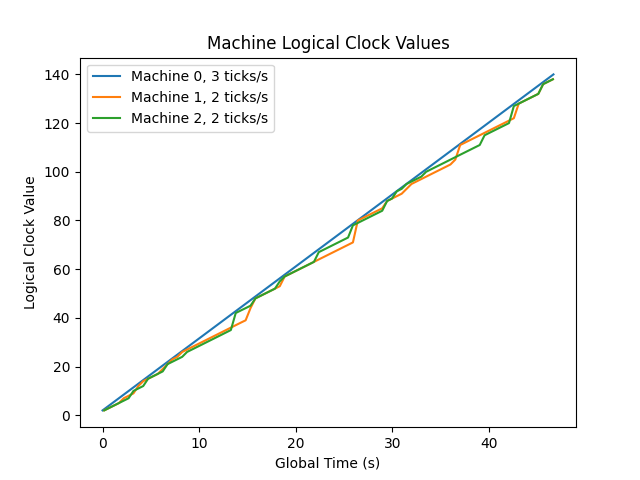 Machine Logical Clock Values
Machine 0, 3 ticks/s
Machine 1, 2 ticks/s
Machine 2, 2 ticks/s
Logical Clock Value
140
120
100
80
60
40
20
0
0 10 20 30 40
Global Time (s)